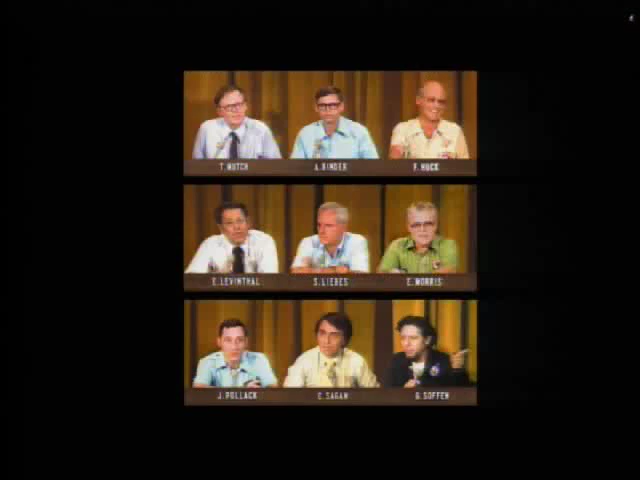 T.MUTCH A.BINDER F.HUCK
E.LEVINTHAL S.LIEBES E.MORRIS
J.POLLACK C.SAGAN G.SOFFEN